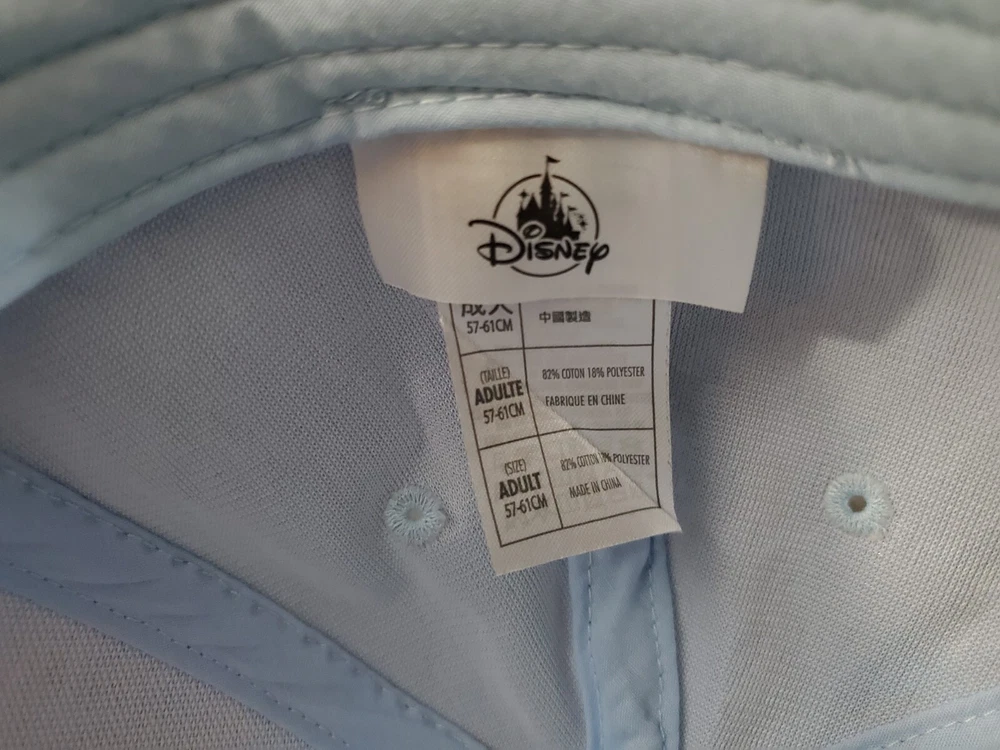 Disney
成人
57-61CM
中國製造
(TAILLE)
ADULTE
57-61CM
82% COTON 18% POLYESTER
FABRIQUE EN CHINE
(SIZE)
ADULT
57-61CM
82% COTTON 18% POLYESTER
MADE IN CHINA